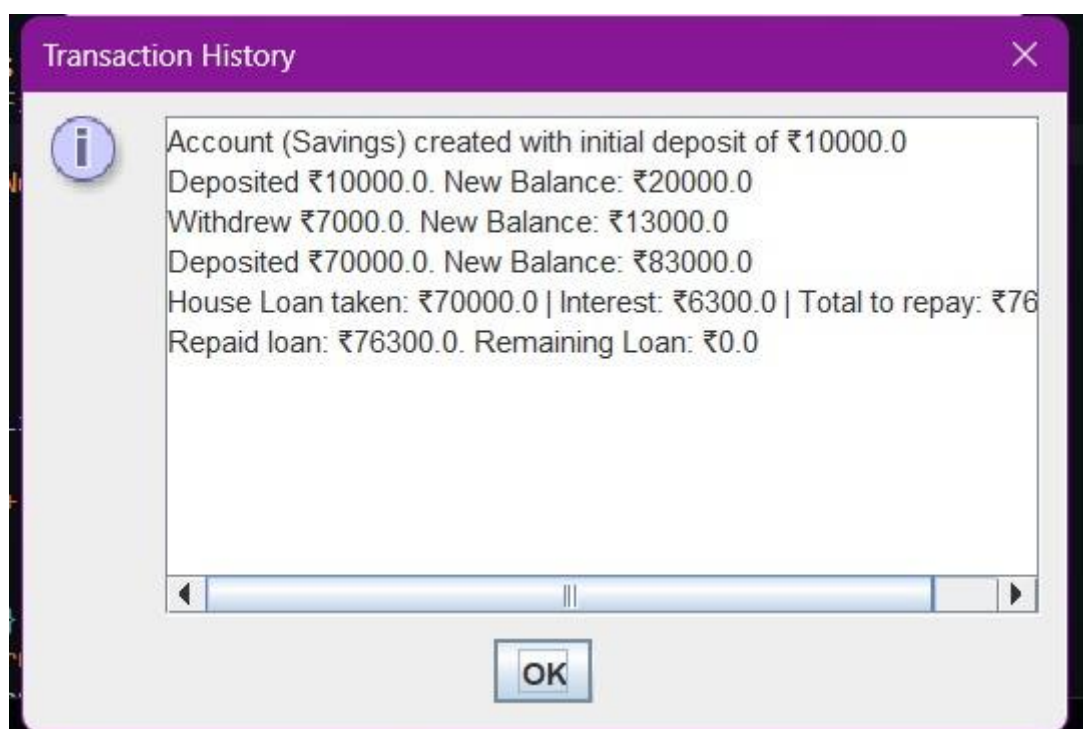 Transaction History
Account (Savings) created with initial deposit of ₹10000.0
Deposited ₹10000.0. New Balance: ₹20000.0
Withdrew ₹7000.0. New Balance: ₹13000.0
Deposited ₹70000.0. New Balance: ₹83000.0
House Loan taken: ₹70000.0 | Interest: ₹6300.0 | Total to repay: ₹76
Repaid loan: ₹76300.0. Remaining Loan: ₹0.0
OK